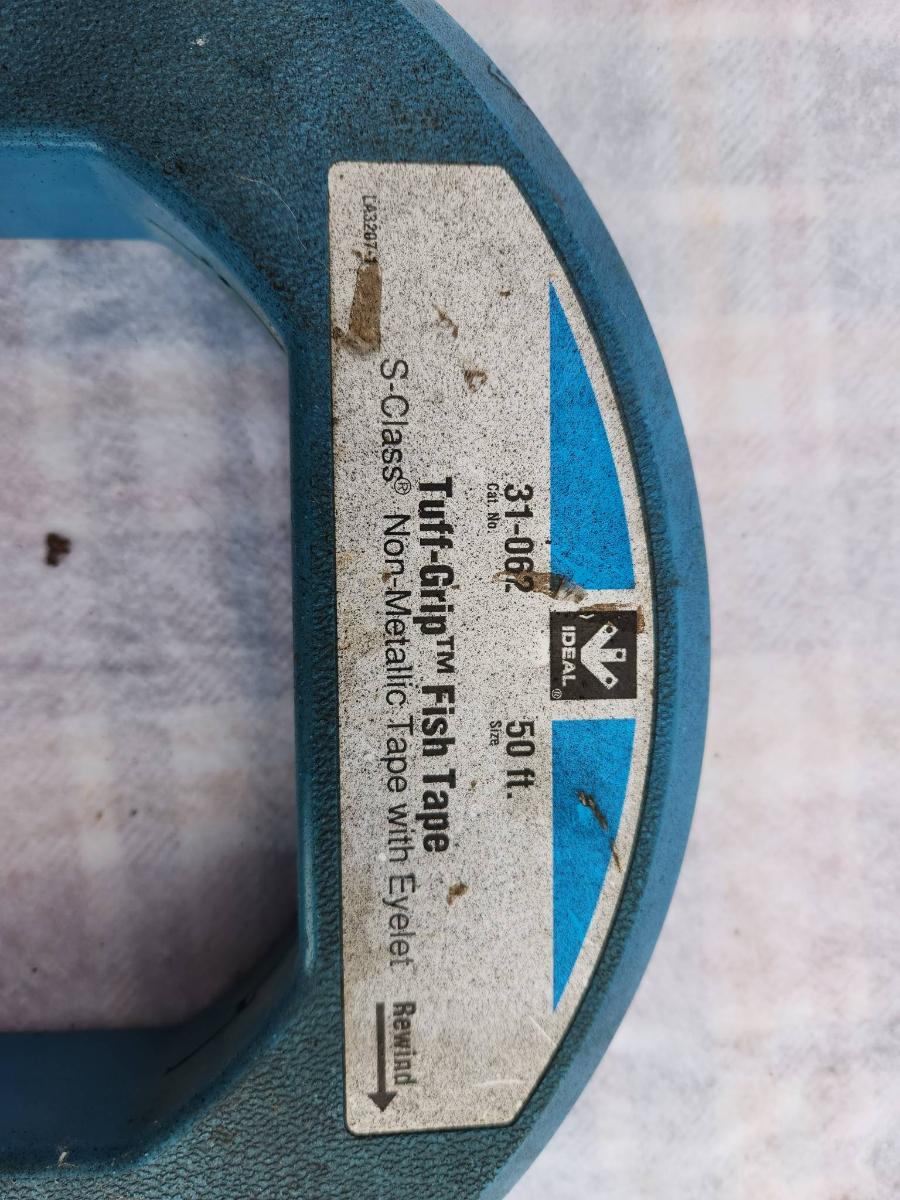 IDEAL®
31-062
Cat. No.
50 ft.
Size
Tuff-Grip™ Fish Tape
S-Class® Non-Metallic Tape with Eyelet
Rewind